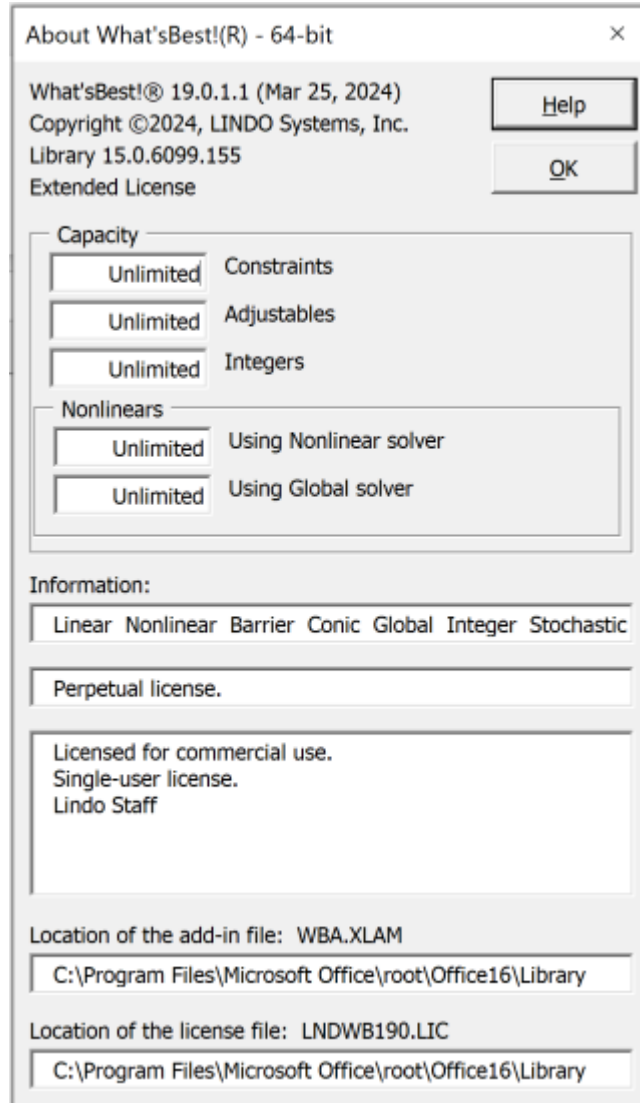 About What'sBest!(R) - 64-bit
What'sBest!® 19.0.1.1 (Mar 25, 2024)
Copyright ©2024, LINDO Systems, Inc.
Library 15.0.6099.155
Extended License
Help
OK
Capacity
Unlimited Constraints
Unlimited Adjustables
Unlimited Integers
Nonlinears
Unlimited Using Nonlinear solver
Unlimited Using Global solver
Information:
Linear Nonlinear Barrier Conic Global Integer Stochastic
Perpetual license.
Licensed for commercial use.
Single-user license.
Lindo Staff
Location of the add-in file: WBA.XLAM
C:\Program Files\Microsoft Office\root\Office16\Library
Location of the license file: LNDWB190.LIC
C:\Program Files\Microsoft Office\root\Office16\Library